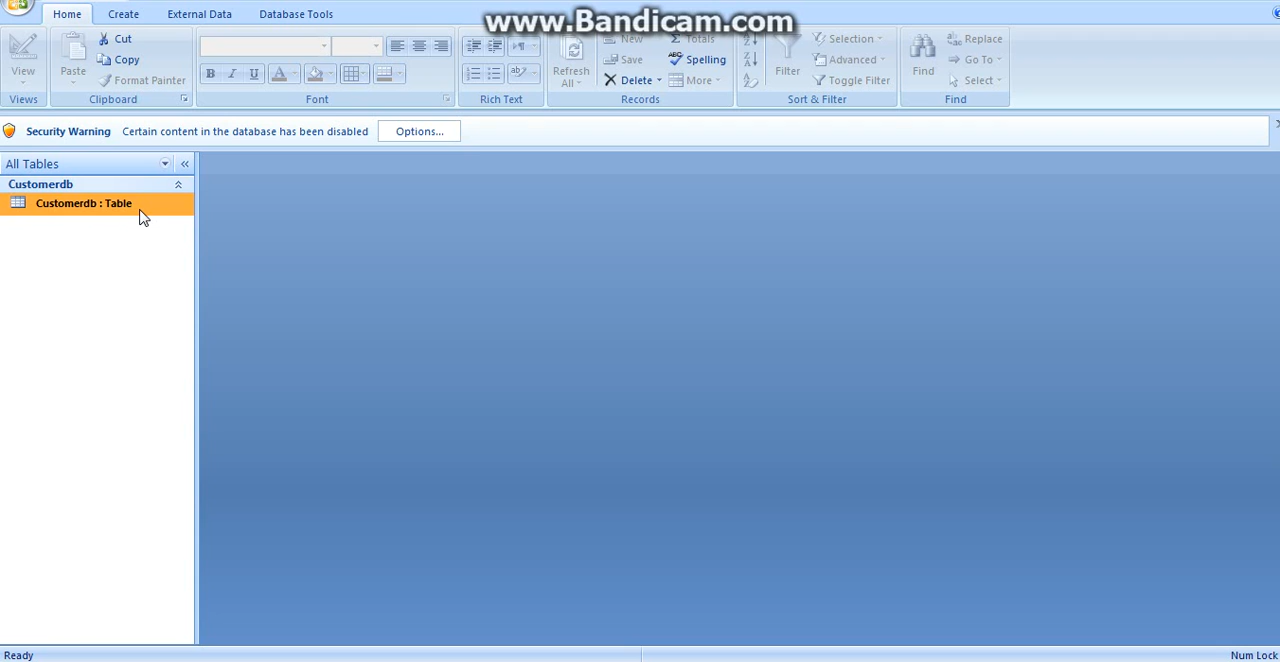 Home Create External Data Database Tools
www.Bandicam.com
View
Views
Paste
Cut
Copy
Format Painter
Clipboard
B I U A
Font
ab
Rich Text
Refresh
All
New
Save
Delete
Totals
ABC
Spelling
More
Records
A
Z
Z
A
Filter
Selection
Advanced
Toggle Filter
Sort & Filter
Find
Replace
Go To
Select
Find
Security Warning Certain content in the database has been disabled Options...
All Tables «
Customerdb
Customerdb : Table
Ready Num Lock